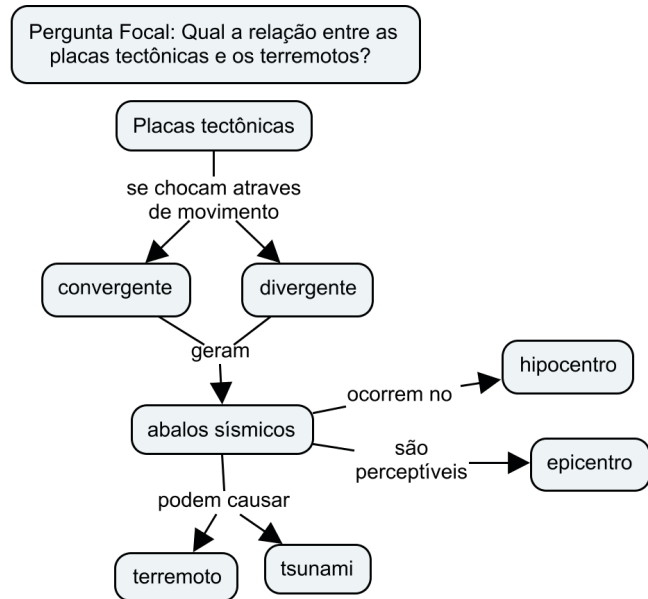 Pergunta Focal: Qual a relação entre as
placas tectônicas e os terremotos?
Placas tectônicas
se chocam atraves
de movimento
convergente
divergente
geram
abalos sísmicos
ocorrem no
hipocentro
são
perceptíveis
epicentro
podem causar
terremoto
tsunami